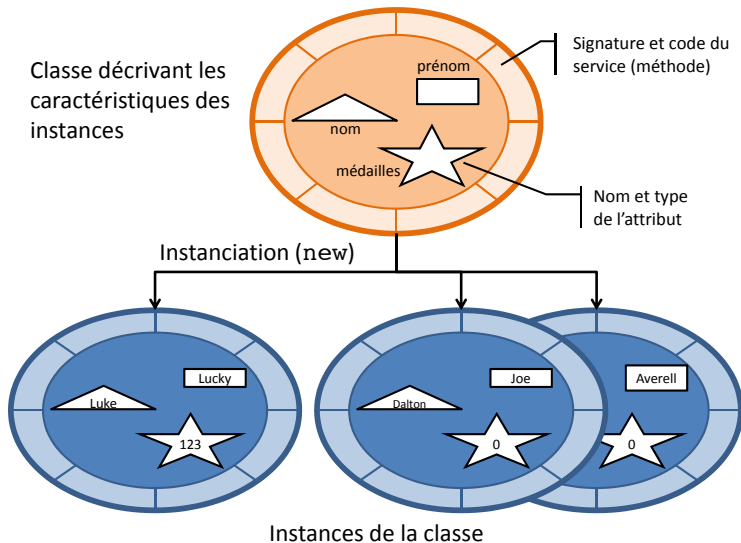 Signature et code du
service (méthode)
Classe décrivant les
caractéristiques des
instances
prénom
nom
médailles
Nom et type
de l'attribut
Instanciation (new)
Lucky
Luke
123
Joe
Dalton
0
Averell
0
Instances de la classe